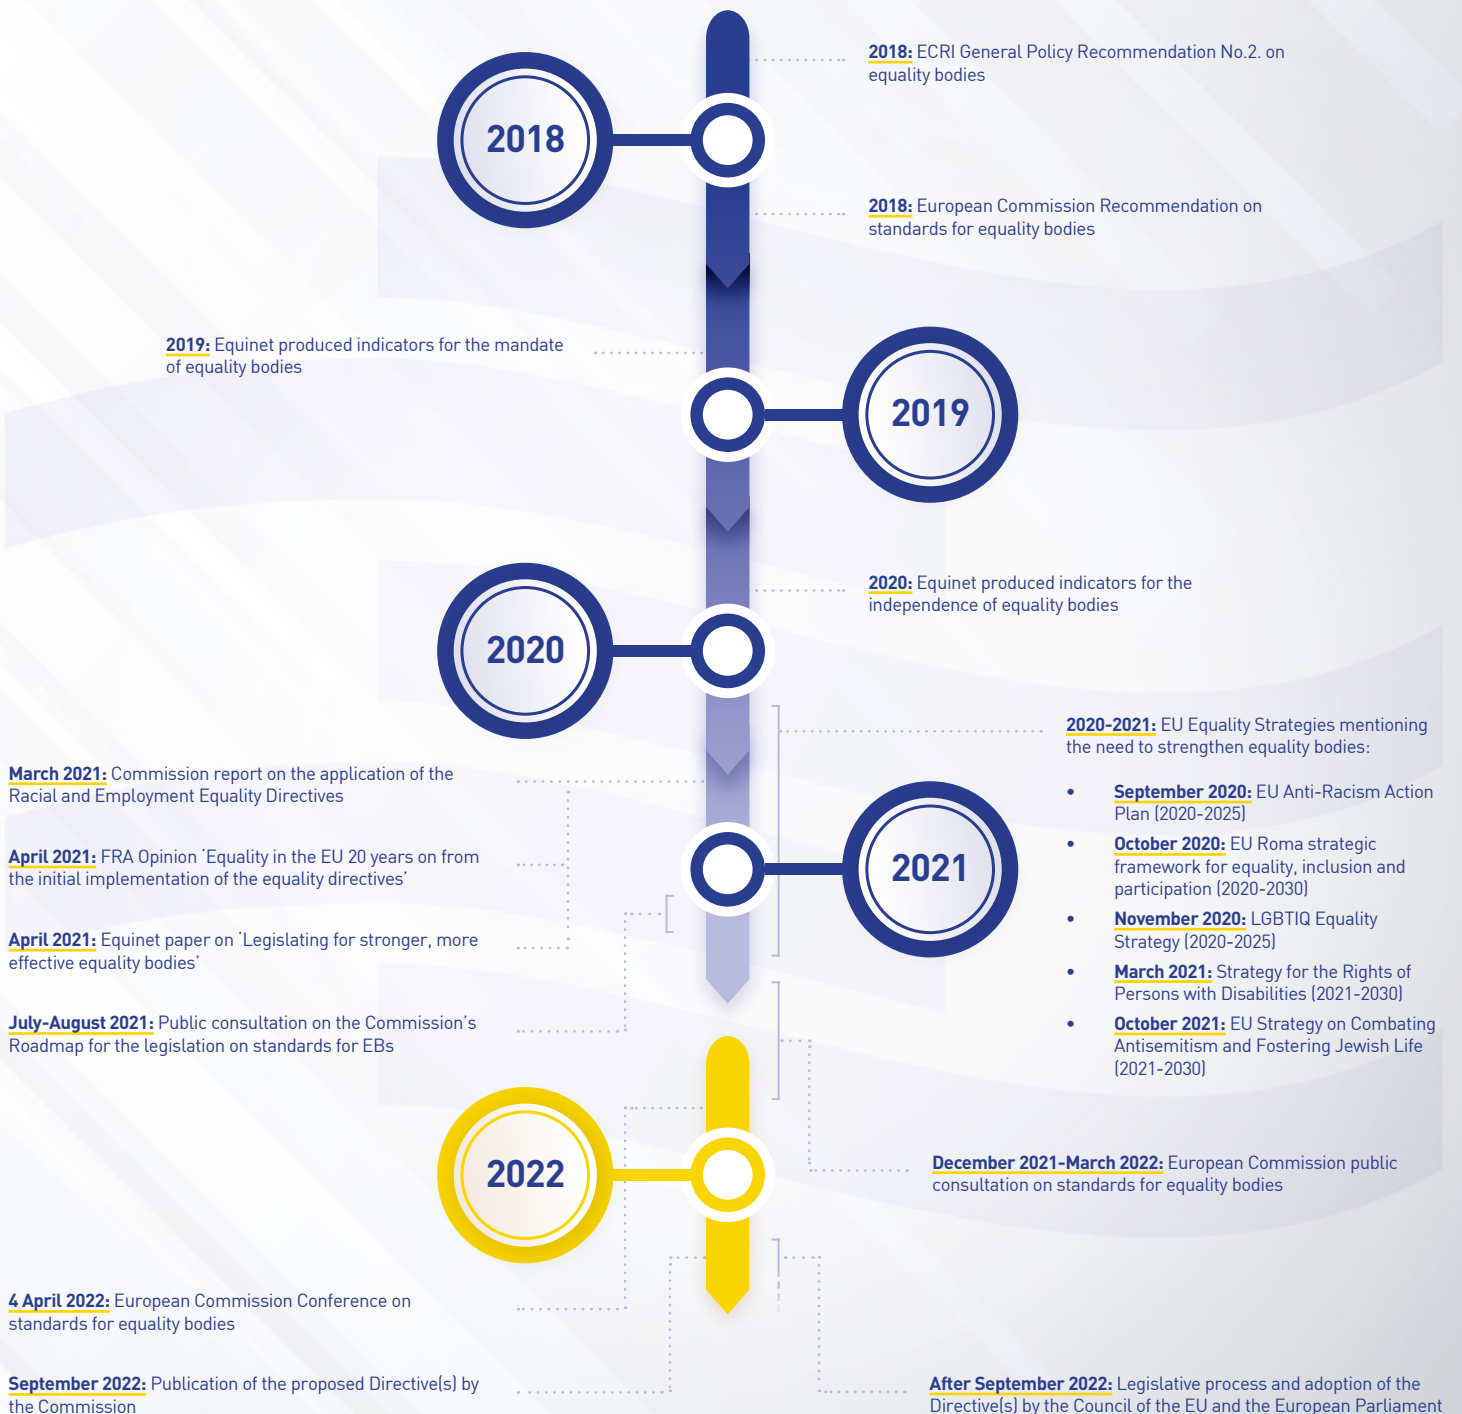 2018: ECRI General Policy Recommendation No.2. on
equality bodies
2018
2018: European Commission Recommendation on
standards for equality bodies
2019: Equinet produced indicators for the mandate
of equality bodies
2019
2020: Equinet produced indicators for the
independence of equality bodies
2020
2020-2021: EU Equality Strategies mentioning
the need to strengthen equality bodies:
• September 2020: EU Anti-Racism Action
Plan (2020-2025)
• October 2020: EU Roma strategic
framework for equality, inclusion and
participation (2020-2030)
• November 2020: LGBTIQ Equality
Strategy (2020-2025)
• March 2021: Strategy for the Rights of
Persons with Disabilities (2021-2030)
• October 2021: EU Strategy on Combating
Antisemitism and Fostering Jewish Life
(2021-2030)
March 2021: Commission report on the application of the
Racial and Employment Equality Directives
April 2021: FRA Opinion ‘Equality in the EU 20 years on from
the initial implementation of the equality directives’
2021
April 2021: Equinet paper on ‘Legislating for stronger, more
effective equality bodies’
July-August 2021: Public consultation on the Commission’s
Roadmap for the legislation on standards for EBs
2022
December 2021-March 2022: European Commission public
consultation on standards for equality bodies
4 April 2022: European Commission Conference on
standards for equality bodies
September 2022: Publication of the proposed Directive(s) by
the Commission
After September 2022: Legislative process and adoption of the
Directive(s) by the Council of the EU and the European Parliament